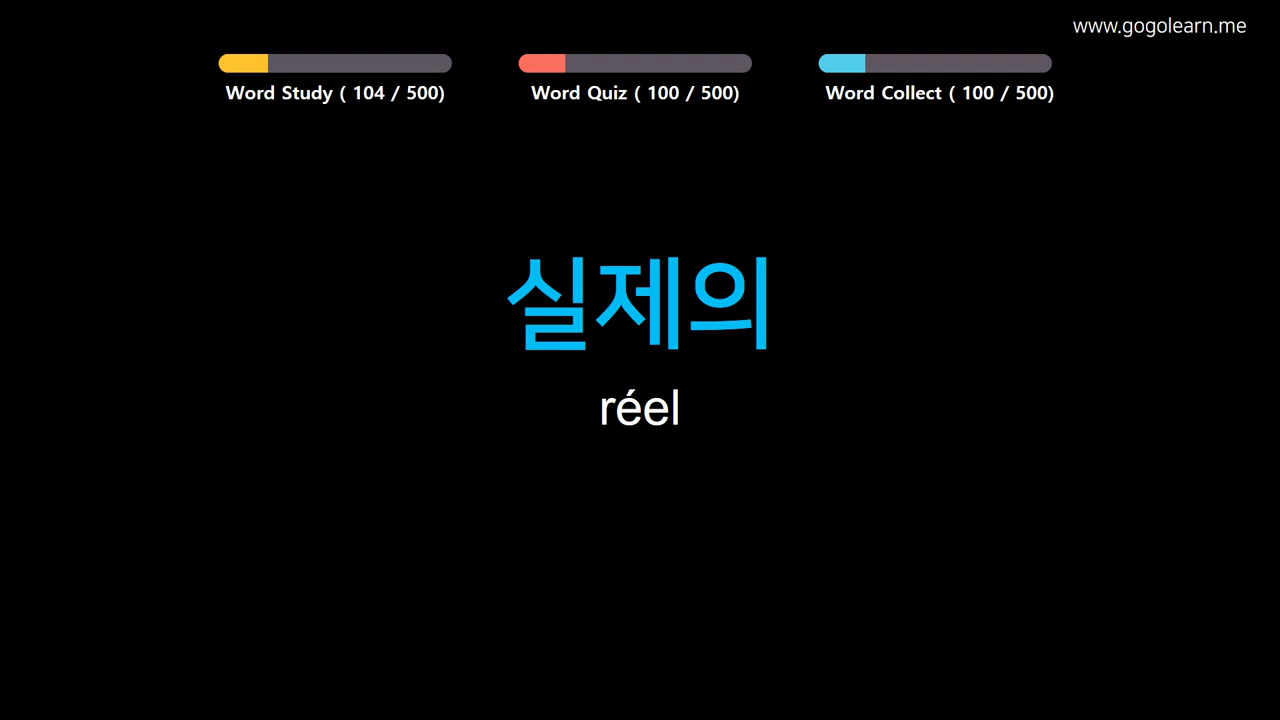 www.gogolearn.me
Word Study ( 104 / 500)
Word Quiz ( 100 / 500)
Word Collect ( 100 / 500)
실제의
réel